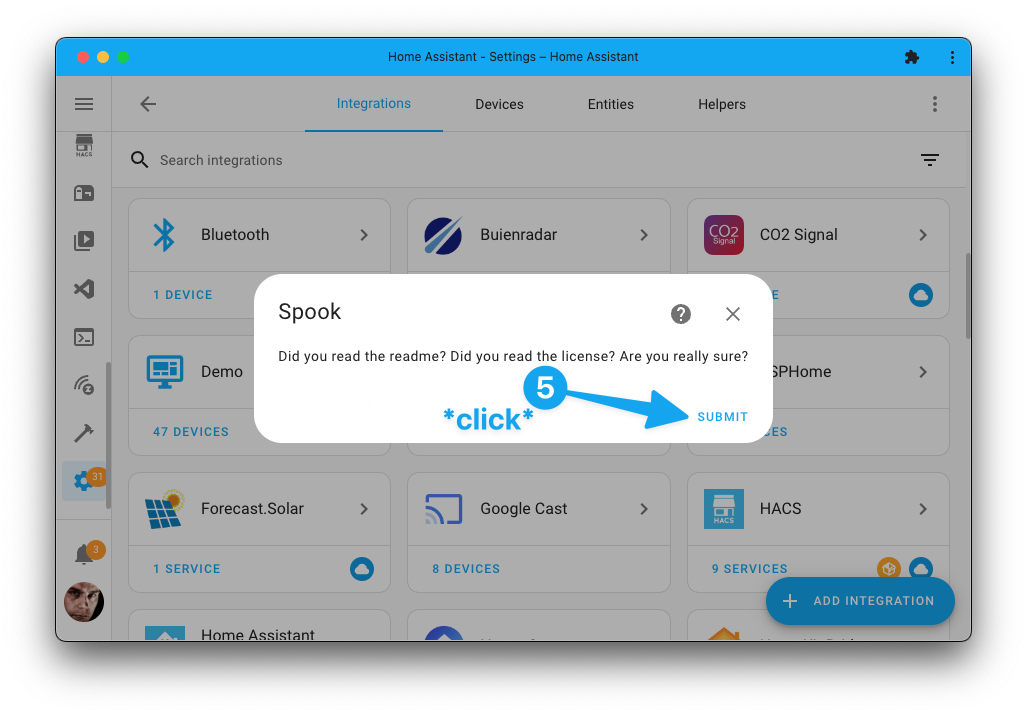 Home Assistant - Settings – Home Assistant
Integrations
Devices
Entities
Helpers
HACS
Search integrations
Bluetooth
Buienradar
CO2
Signal
CO2 Signal
1 DEVICE
Spook
Did you read the readme? Did you read the license? Are you really sure?
5
*click*
SUBMIT
Demo
SPHome
47 DEVICES
31
Forecast.Solar
Google Cast
HACS
HACS
3
1 SERVICE
8 DEVICES
9 SERVICES
ADD INTEGRATION
Home Assistant